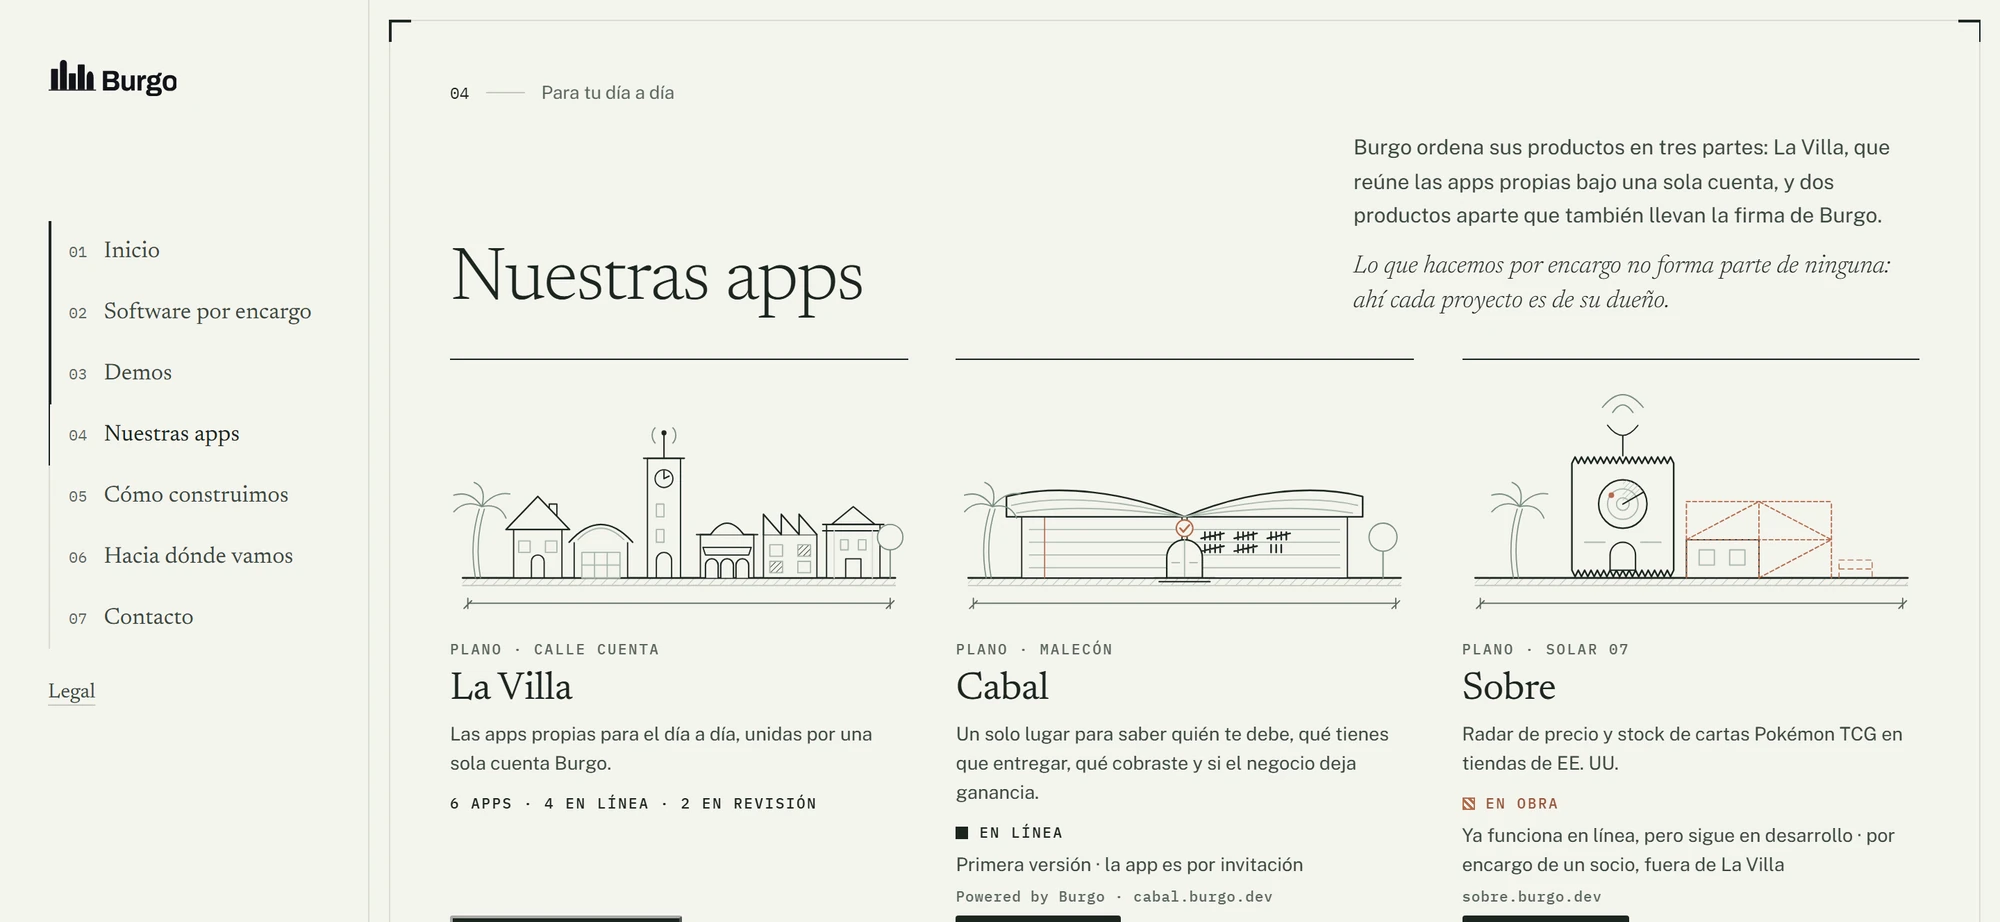 Burgo
01 Inicio
02 Software por encargo
03 Demos
04 Nuestras apps
05 Cómo construimos
06 Hacia dónde vamos
07 Contacto
Legal
04 Para tu día a día
Nuestras apps
Burgo ordena sus productos en tres partes: La Villa, que
reúne las apps propias bajo una sola cuenta, y dos
productos aparte que también llevan la firma de Burgo.
Lo que hacemos por encargo no forma parte de ninguna:
ahí cada proyecto es de su dueño.
PLANO · CALLE CUENTA
La Villa
Las apps propias para el día a día, unidas por una
sola cuenta Burgo.
6 APPS · 4 EN LÍNEA · 2 EN REVISIÓN
PLANO · MALECÓN
Cabal
Un solo lugar para saber quién te debe, qué tienes
que entregar, qué cobraste y si el negocio deja
ganancia.
EN LÍNEA
Primera versión · la app es por invitación
Powered by Burgo · cabal.burgo.dev
PLANO · SOLAR 07
Sobre
Radar de precio y stock de cartas Pokémon TCG en
tiendas de EE. UU.
EN OBRA
Ya funciona en línea, pero sigue en desarrollo · por
encargo de un socio, fuera de La Villa
sobre.burgo.dev